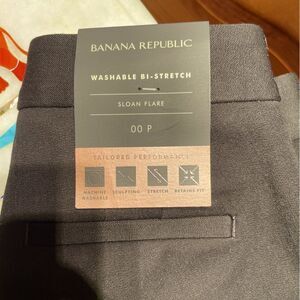 BANANA REPUBLIC
WASHABLE BI-STRETCH
SLOAN FLARE
00 P
TAILORED PERFORMANCE
MACHINE WASHABLE
SCULPTING
STRETCH
RETAINS FIT